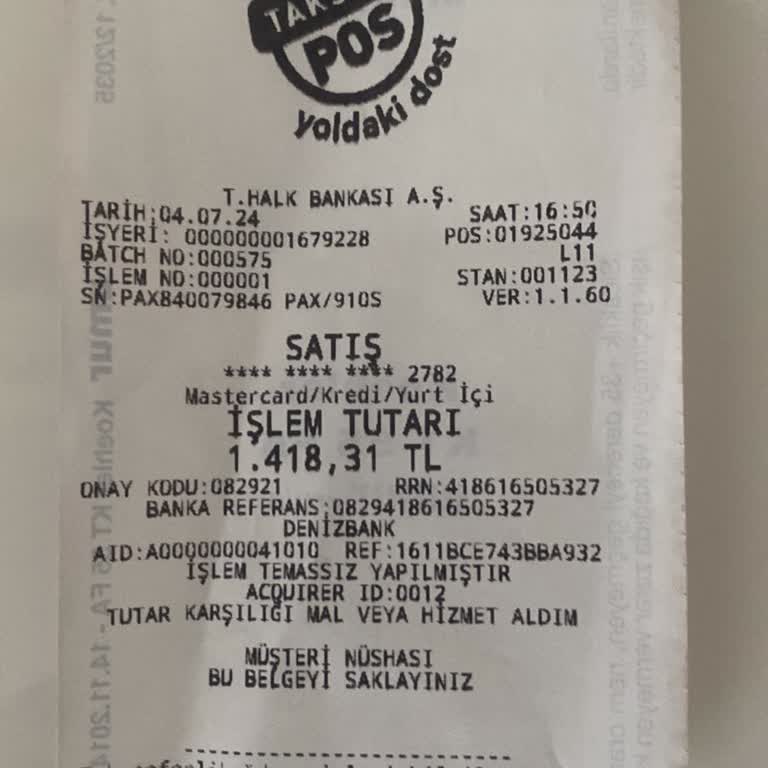 POS
yoldaki dost
T.HALK BANKASI A.Ş.
TARİH:04.07.24 SAAT:16:50
İŞYERİ: 000000001679228 POS:01925044
BATCH NO:000575 L11
İŞLEM NO:000001 STAN:001123
SN:PAX840079846 PAX/910S VER:1.1.60
SATIŞ
**** **** **** 2782
Mastercard/Kredi/Yurt İçi
İŞLEM TUTARI
1.418,31 TL
ONAY KODU:082921 RRN:418616505327
BANKA REFERANS:0829418616505327
DENİZBANK
AID:A0000000041010 REF:1611BCE743BBA932
İŞLEM TEMASSIZ YAPILMIŞTIR
ACQUIRER ID:0012
TUTAR KARŞILIĞI MAL VEYA HİZMET ALDIM
MÜŞTERİ NÜSHASI
BU BELGEYİ SAKLAYINIZ